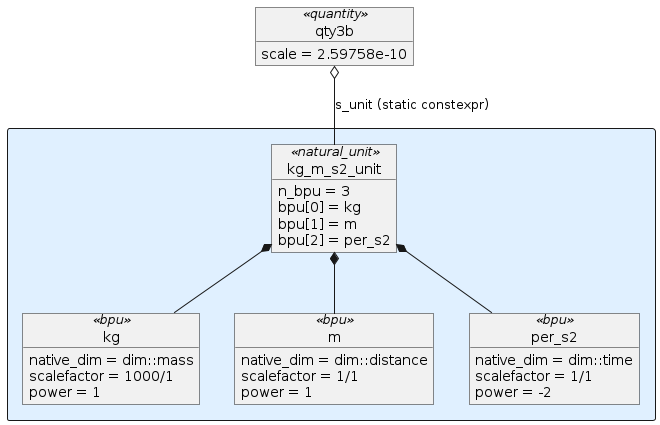 «quantity»
qty3b
scale = 2.59758e-10
s_unit (static constexpr)
«natural_unit»
kg_m_s2_unit
n_bpu = 3
bpu[0] = kg
bpu[1] = m
bpu[2] = per_s2
«bpu»
kg
native_dim = dim::mass
scalefactor = 1000/1
power = 1
«bpu»
m
native_dim = dim::distance
scalefactor = 1/1
power = 1
«bpu»
per_s2
native_dim = dim::time
scalefactor = 1/1
power = -2